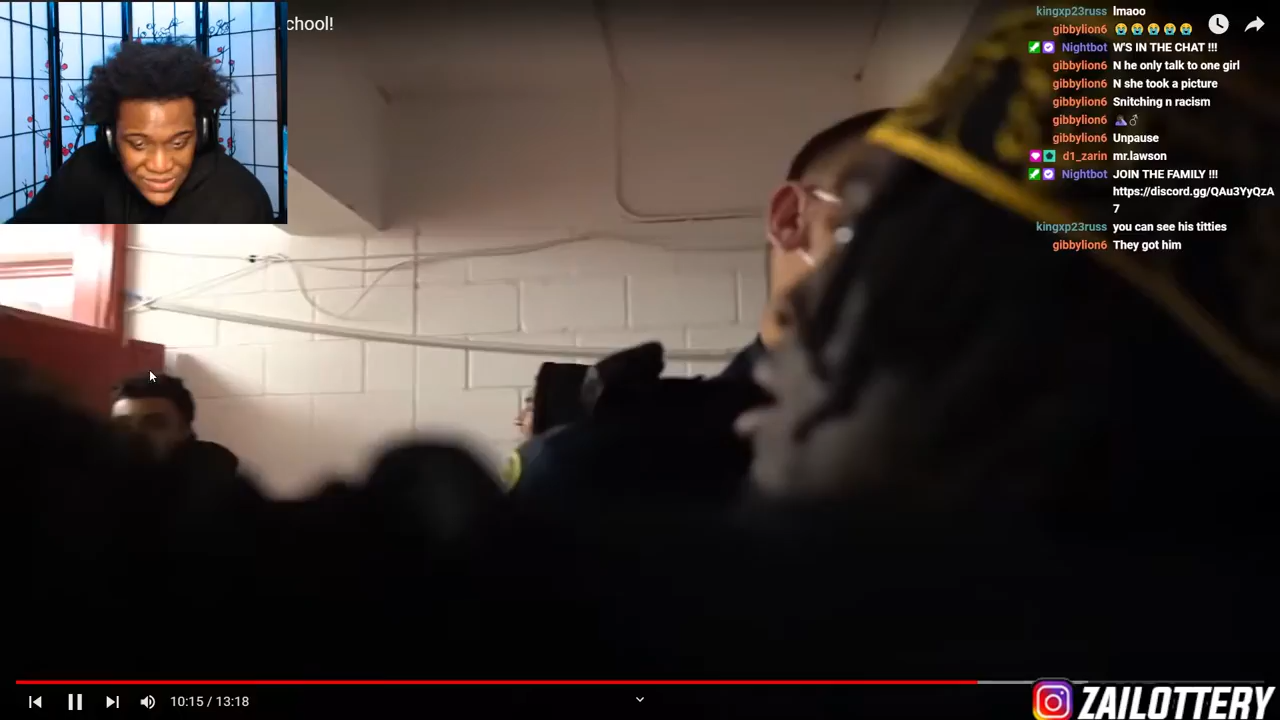 chool!
kingxp23russ lmaoo
gibbylion6 😭😭😭😭😭
Nightbot W'S IN THE CHAT !!!
gibbylion6 N he only talk to one girl
gibbylion6 N she took a picture
gibbylion6 Snitching n racism
gibbylion6 🤦🏿♂
gibbylion6 Unpause
d1_zarin mr.lawson
Nightbot JOIN THE FAMILY !!!
https://discord.gg/QAu3YyQzA
7
kingxp23russ you can see his titties
gibbylion6 They got him
10:15 / 13:18
ZAILOTTERY